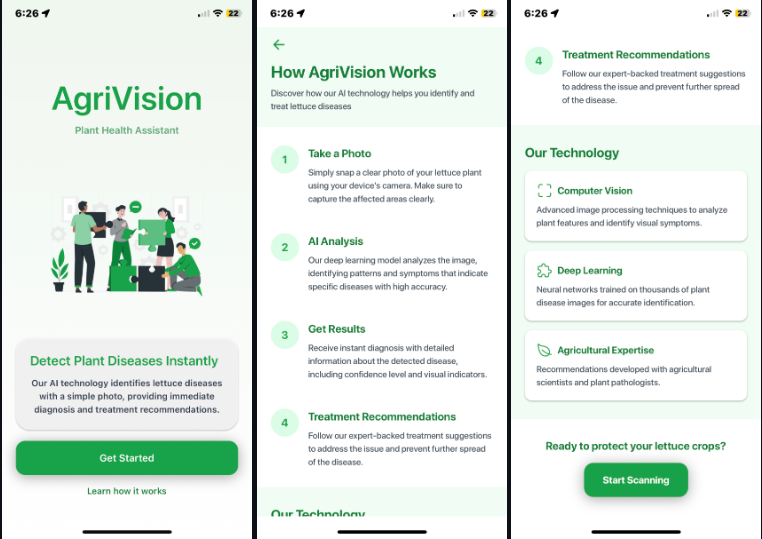 6:26
22
AgriVision
Plant Health Assistant
Detect Plant Diseases Instantly
Our AI technology identifies lettuce diseases
with a simple photo, providing immediate
diagnosis and treatment recommendations.
Get Started
Learn how it works
6:26
22
How AgriVision Works
Discover how our AI technology helps you identify and
treat lettuce diseases
1
Take a Photo
Simply snap a clear photo of your lettuce plant
using your device's camera. Make sure to
capture the affected areas clearly.
2
AI Analysis
Our deep learning model analyzes the image,
identifying patterns and symptoms that indicate
specific diseases with high accuracy.
3
Get Results
Receive instant diagnosis with detailed
information about the detected disease,
including confidence level and visual indicators.
4
Treatment Recommendations
Follow our expert-backed treatment suggestions
to address the issue and prevent further spread
of the disease.
Our Technology
6:26
22
4
Treatment Recommendations
Follow our expert-backed treatment suggestions
to address the issue and prevent further spread
of the disease.
Our Technology
Computer Vision
Advanced image processing techniques to analyze
plant features and identify visual symptoms.
Deep Learning
Neural networks trained on thousands of plant
disease images for accurate identification.
Agricultural Expertise
Recommendations developed with agricultural
scientists and plant pathologists.
Ready to protect your lettuce crops?
Start Scanning